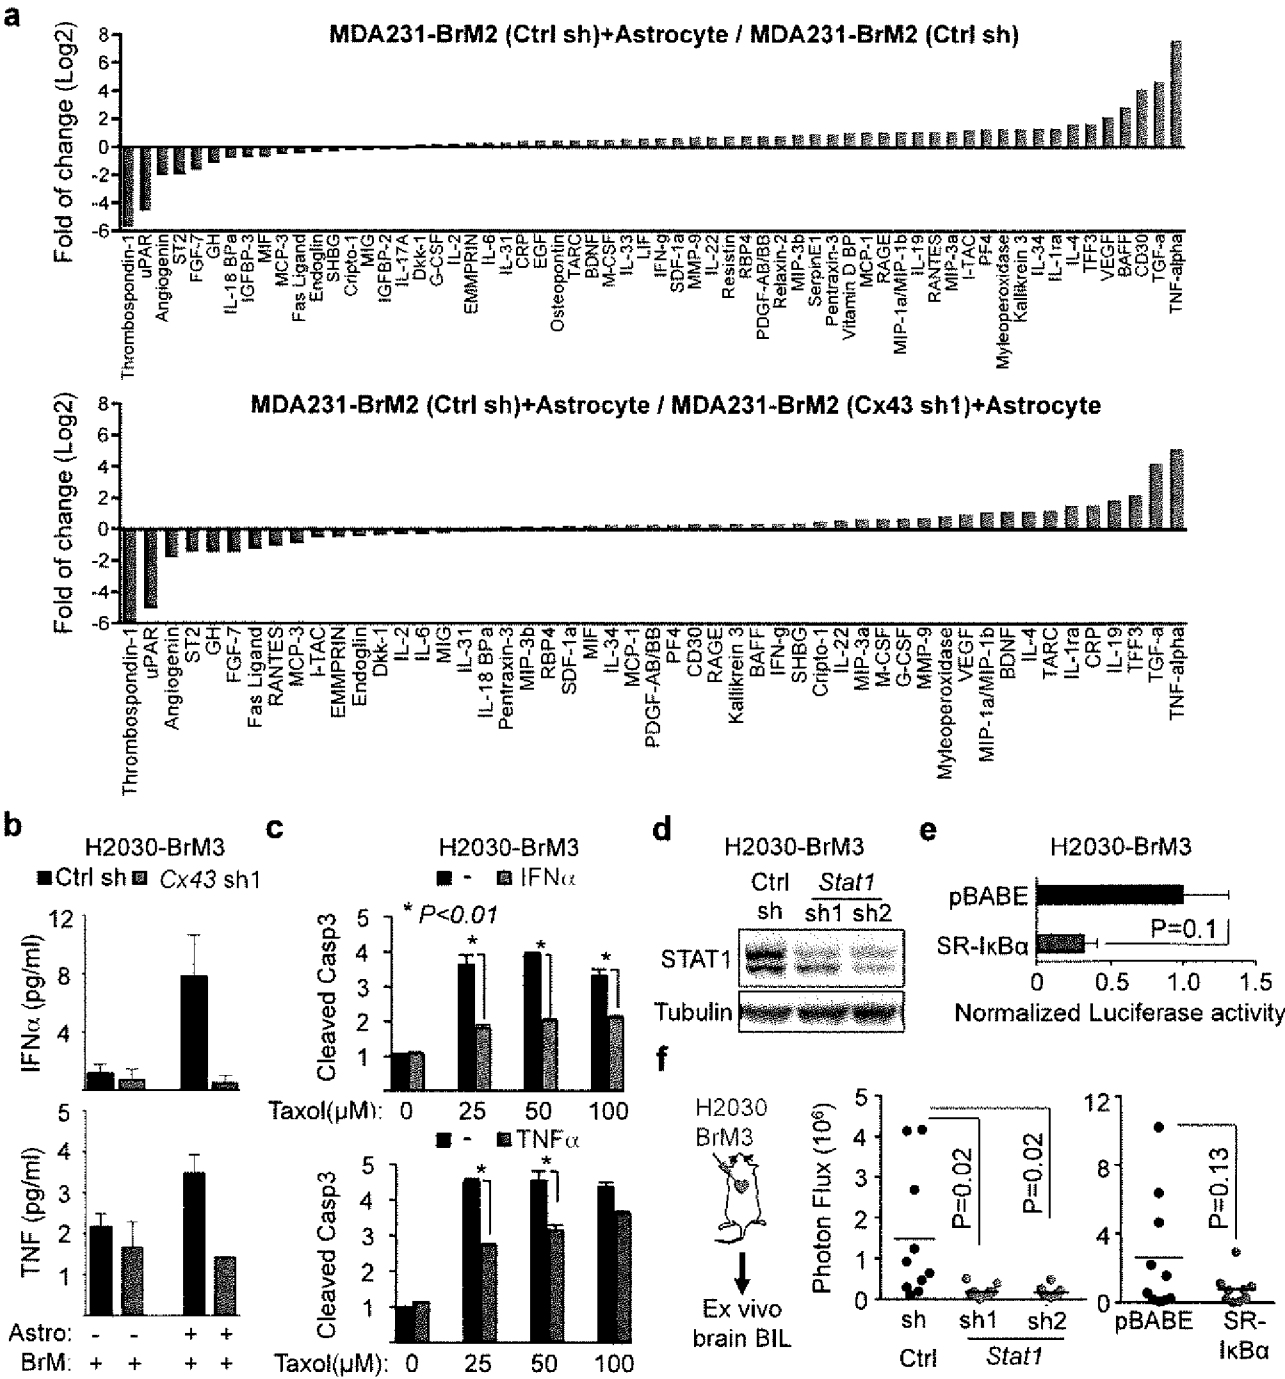 a
MDA231-BrM2 (Ctrl sh)+Astrocyte / MDA231-BrM2 (Ctrl sh)
Fold of change (Log2)
8
6
4
2
0
-2
-4
-6
Thrombospondin-1
uPAR
Angiogenin
ST2
FGF-7
GH
IL-18 BPa
IGFBP-3
MIF
MCP-3
Fas Ligand
Endoglin
SHBG
Cripto-1
MIG
IGFBP-2
IL-17A
Dkk-1
G-CSF
IL-2
EMMPRIN
IL-6
IL-31
CRP
EGF
Osteopontin
TARC
BDNF
M-CSF
IL-33
LIF
IFN-g
SDF-1a
MMP-9
IL-22
Resistin
RBP4
PDGF-AB/BB
Relaxin-2
MIP-3b
SerpinE1
Pentraxin-3
Vitamin D BP
MCP-1
RAGE
MIP-1a/MIP-1b
IL-19
RANTES
MIP-3a
I-TAC
PF4
Myleoperoxidase
Kallikrein 3
IL-34
IL-1ra
IL-4
TFF3
VEGF
BAFF
CD30
TGF-a
TNF-alpha
MDA231-BrM2 (Ctrl sh)+Astrocyte / MDA231-BrM2 (Cx43 sh1)+Astrocyte
Fold of change (Log2)
8
6
4
2
0
-2
-4
-6
Thrombospondin-1
uPAR
Angiogenin
ST2
GH
FGF-7
Fas Ligand
RANTES
MCP-3
I-TAC
EMMPRIN
Endoglin
Dkk-1
IL-2
IL-6
MIG
IL-31
IL-18 BPa
Pentraxin-3
MIP-3b
RBP4
SDF-1a
MIF
IL-34
MCP-1
PDGF-AB/BB
PF4
CD30
RAGE
Kallikrein 3
BAFF
IFN-g
SHBG
Cripto-1
IL-22
MIP-3a
M-CSF
G-CSF
MMP-9
Myleoperoxidase
VEGF
MIP-1a/MIP-1b
BDNF
IL-4
TARC
IL-1ra
CRP
IL-19
TFF3
TGF-a
TNF-alpha
b
H2030-BrM3
Ctrl sh Cx43 sh1
IFNα (pg/ml)
12
8
4
TNF (pg/ml)
5
4
3
2
1
Astro: - - + +
BrM: + + + +
c
H2030-BrM3
- IFNα
* P<0.01
Cleaved Casp3
5
4
3
2
1
* * *
Taxol(µM): 0 25 50 100
- TNFα
Cleaved Casp3
5
4
3
2
1
* *
Taxol(µM): 0 25 50 100
d
H2030-BrM3
Ctrl Stat1
sh sh1 sh2
STAT1
Tubulin
e
H2030-BrM3
pBABE
SR-IκBα
P=0.1
0 0.5 1.0 1.5
Normalized Luciferase activity
f
H2030
BrM3
Ex vivo
brain BIL
Photon Flux (10⁶)
5
4
3
2
1
0
P=0.02
P=0.02
sh sh1 sh2
Ctrl Stat1
12
8
4
0
P=0.13
pBABE SR-
IκBα